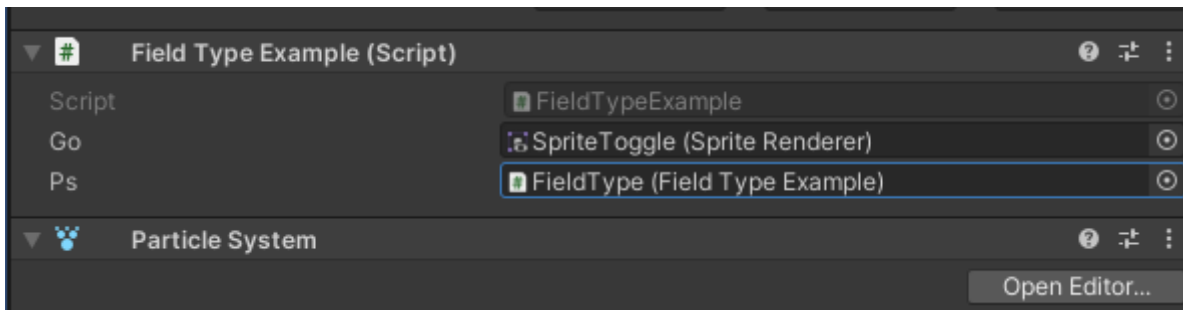 Field Type Example (Script)
Script FieldTypeExample
Go SpriteToggle (Sprite Renderer)
Ps FieldType (Field Type Example)
Particle System
Open Editor...